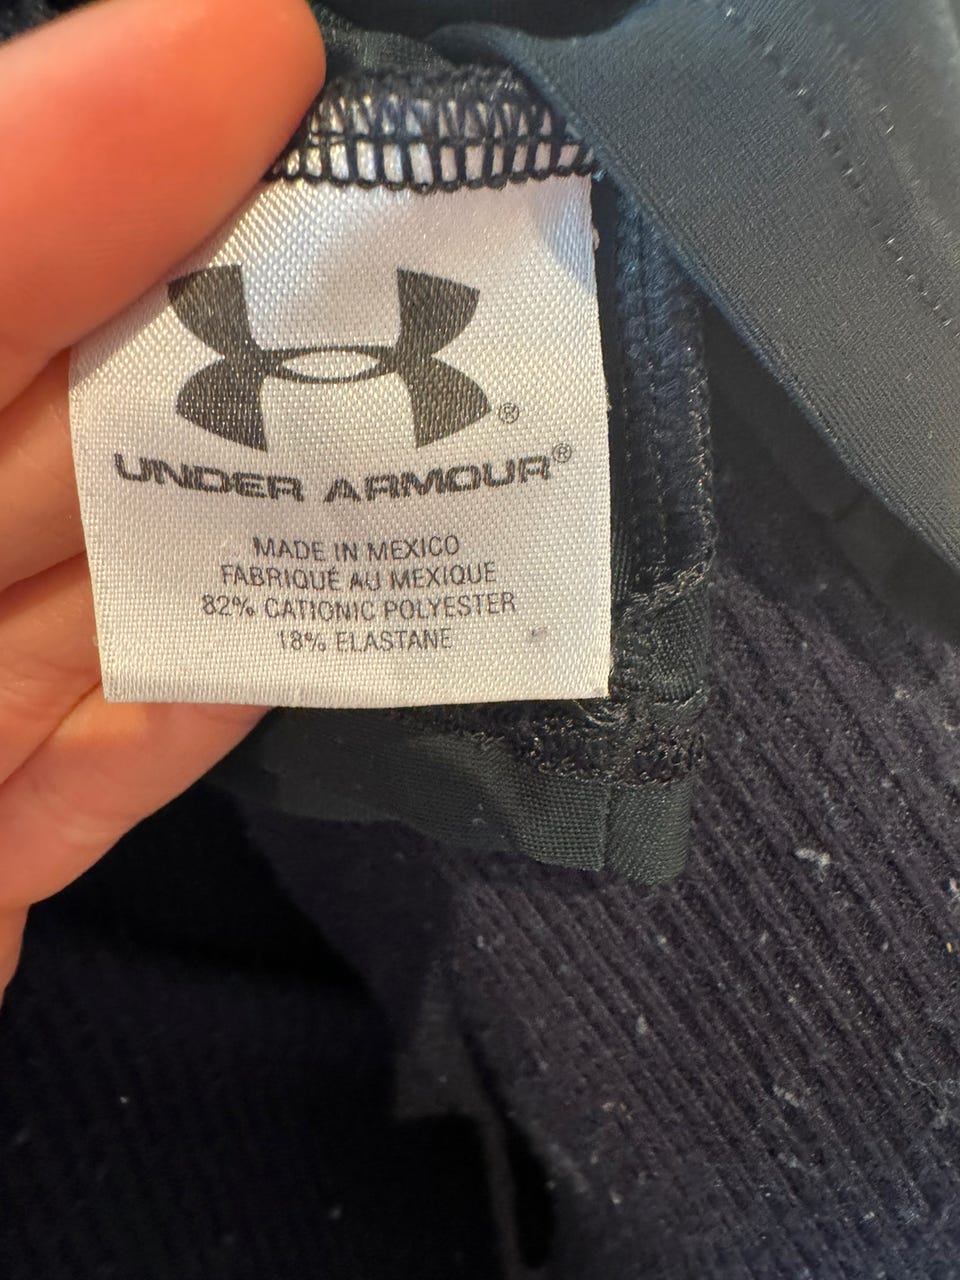 ®
UNDER ARMOUR®
MADE IN MEXICO
FABRIQUÉ AU MEXIQUE
82% CATIONIC POLYESTER
18% ELASTANE